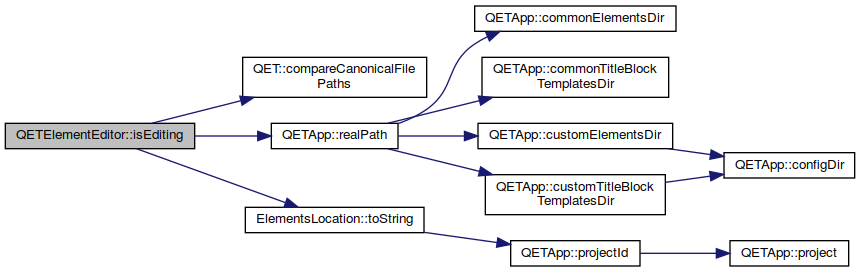 QETElementEditor::isEditing
QET::compareCanonicalFile
Paths
QETApp::realPath
ElementsLocation::toString
QETApp::commonElementsDir
QETApp::commonTitleBlock
TemplatesDir
QETApp::customElementsDir
QETApp::customTitleBlock
TemplatesDir
QETApp::projectId
QETApp::configDir
QETApp::project